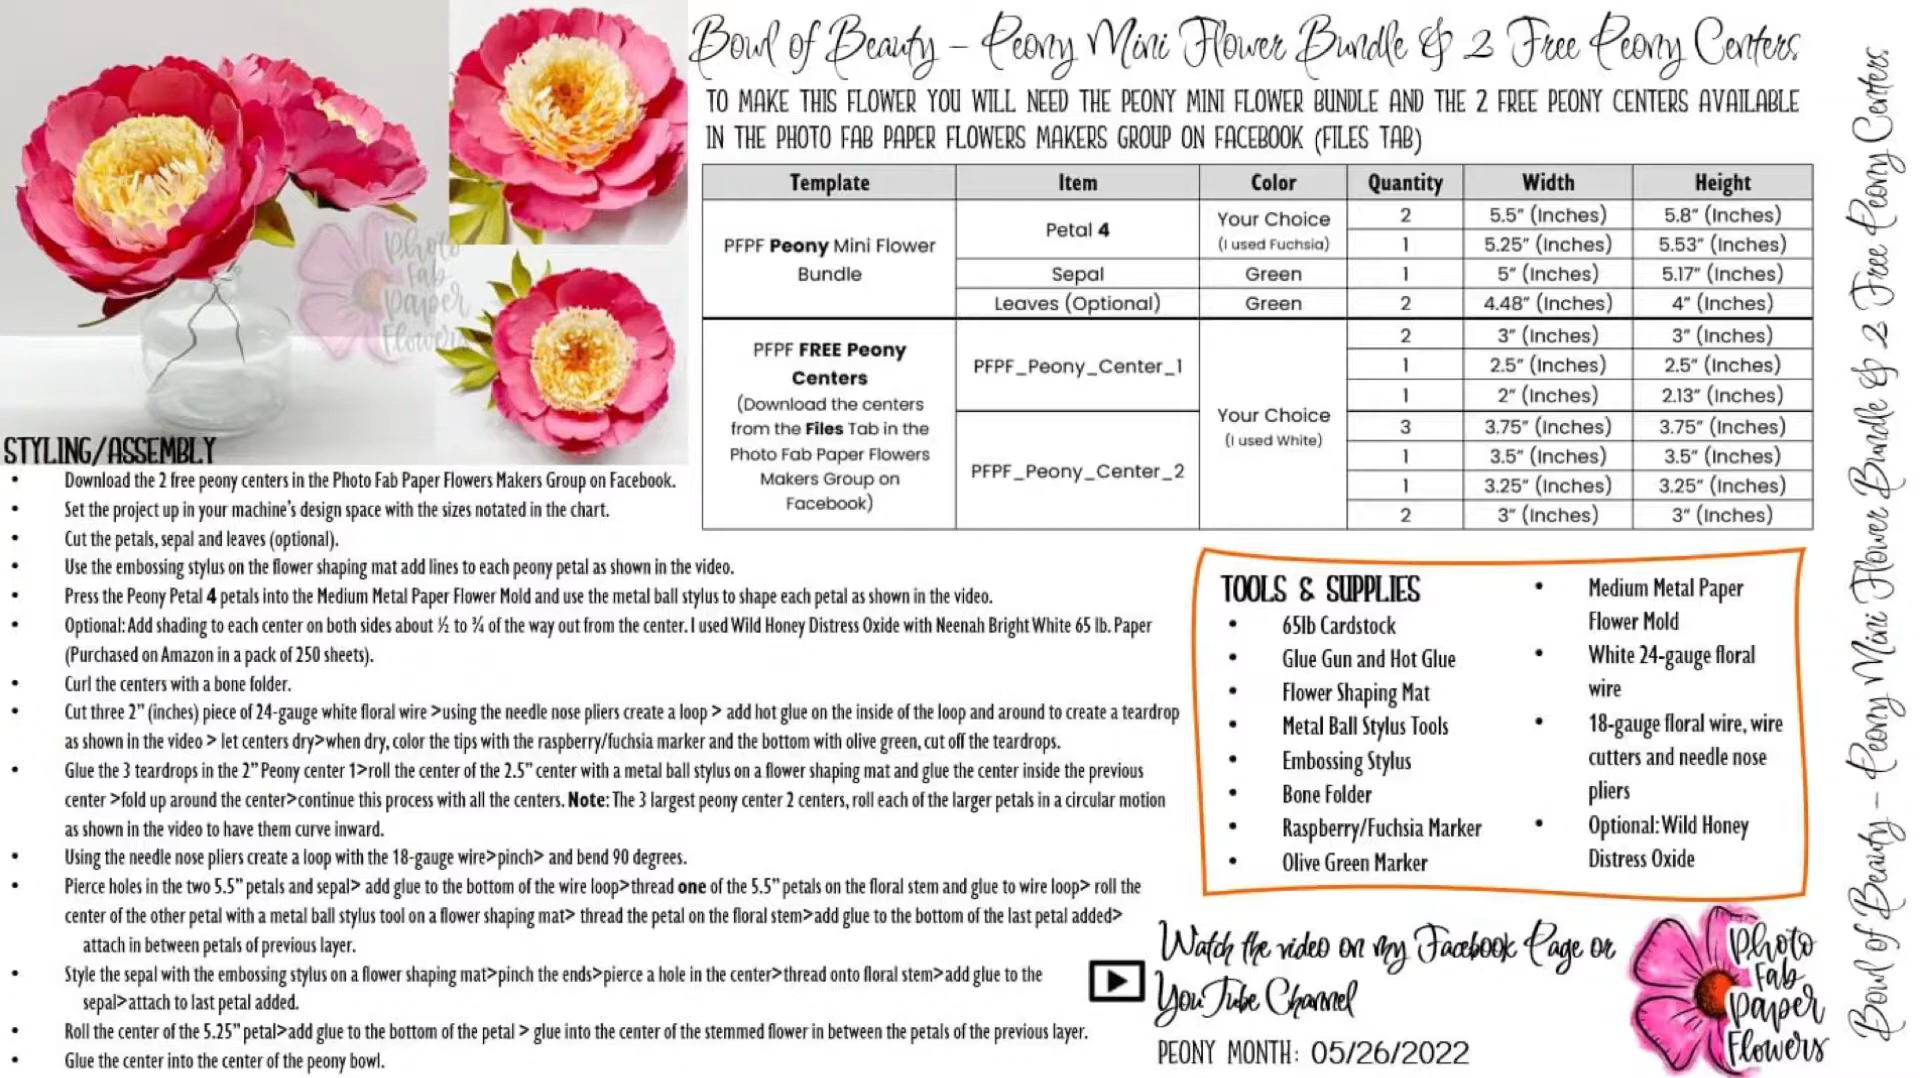 Bowl of Beauty – Peony Mini Flower Bundle & 2 Free Peony Centers
TO MAKE THIS FLOWER YOU WILL NEED THE PEONY MINI FLOWER BUNDLE AND THE 2 FREE PEONY CENTERS AVAILABLE
IN THE PHOTO FAB PAPER FLOWERS MAKERS GROUP ON FACEBOOK (FILES TAB)
Template Item Color Quantity Width Height
PFPF Peony Mini Flower
Bundle
Petal 4
Your Choice
(I used Fuchsia)
2 5.5” (Inches) 5.8” (Inches)
1 5.25” (Inches) 5.53” (Inches)
Sepal Green 1 5” (Inches) 5.17” (Inches)
Leaves (Optional) Green 2 4.48” (Inches) 4” (Inches)
PFPF FREE Peony
Centers
(Download the centers
from the Files Tab in the
Photo Fab Paper Flowers
Makers Group on
Facebook)
PFPF_Peony_Center_1
Your Choice
(I used White)
2 3” (Inches) 3” (Inches)
1 2.5” (Inches) 2.5” (Inches)
1 2” (Inches) 2.13” (Inches)
PFPF_Peony_Center_2
3 3.75” (Inches) 3.75” (Inches)
1 3.5” (Inches) 3.5” (Inches)
1 3.25” (Inches) 3.25” (Inches)
2 3” (Inches) 3” (Inches)
Photo
Fab
Paper
Flowers
STYLING/ASSEMBLY
• Download the 2 free peony centers in the Photo Fab Paper Flowers Makers Group on Facebook.
• Set the project up in your machine’s design space with the sizes notated in the chart.
• Cut the petals, sepal and leaves (optional).
• Use the embossing stylus on the flower shaping mat add lines to each peony petal as shown in the video.
• Press the Peony Petal 4 petals into the Medium Metal Paper Flower Mold and use the metal ball stylus to shape each petal as shown in the video.
• Optional: Add shading to each center on both sides about ½ to ¾ of the way out from the center. I used Wild Honey Distress Oxide with Neenah Bright White 65 lb. Paper
(Purchased on Amazon in a pack of 250 sheets).
• Curl the centers with a bone folder.
• Cut three 2” (inches) piece of 24-gauge white floral wire >using the needle nose pliers create a loop > add hot glue on the inside of the loop and around to create a teardrop
as shown in the video > let centers dry>when dry, color the tips with the raspberry/fuchsia marker and the bottom with olive green, cut off the teardrops.
• Glue the 3 teardrops in the 2” Peony center 1>roll the center of the 2.5” center with a metal ball stylus on a flower shaping mat and glue the center inside the previous
center >fold up around the center>continue this process with all the centers. Note: The 3 largest peony center 2 centers, roll each of the larger petals in a circular motion
as shown in the video to have them curve inward.
• Using the needle nose pliers create a loop with the 18-gauge wire>pinch> and bend 90 degrees.
• Pierce holes in the two 5.5” petals and sepal> add glue to the bottom of the wire loop>thread one of the 5.5” petals on the floral stem and glue to wire loop> roll the
center of the other petal with a metal ball stylus tool on a flower shaping mat> thread the petal on the floral stem>add glue to the bottom of the last petal added>
attach in between petals of previous layer.
• Style the sepal with the embossing stylus on a flower shaping mat>pinch the ends>pierce a hole in the center>thread onto floral stem>add glue to the
sepal>attach to last petal added.
• Roll the center of the 5.25” petal>add glue to the bottom of the petal > glue into the center of the stemmed flower in between the petals of the previous layer.
• Glue the center into the center of the peony bowl.
TOOLS & SUPPLIES
• 65lb Cardstock
• Glue Gun and Hot Glue
• Flower Shaping Mat
• Metal Ball Stylus Tools
• Embossing Stylus
• Bone Folder
• Raspberry/Fuchsia Marker
• Olive Green Marker
• Medium Metal Paper
Flower Mold
• White 24-gauge floral
wire
• 18-gauge floral wire, wire
cutters and needle nose
pliers
• Optional: Wild Honey
Distress Oxide
Watch the video on my Facebook Page or
YouTube Channel
PEONY MONTH: 05/26/2022
Photo
Fab
Paper
Flowers
Bowl of Beauty – Peony Mini Flower Bundle & 2 Free Peony Centers